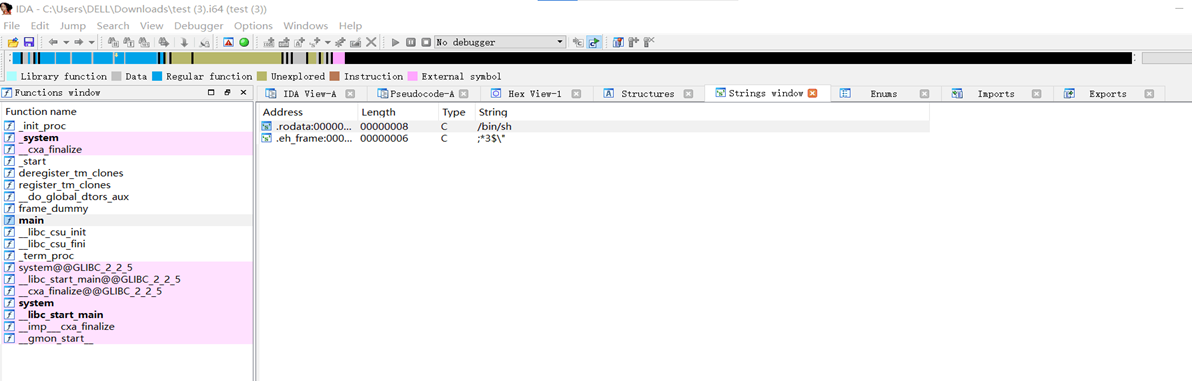 IDA - C:\Users\DELL\Downloads\test (3).i64 (test (3))
File Edit Jump Search View Debugger Options Windows Help
No debugger
Library function Data Regular function Unexplored Instruction External symbol
Functions window
IDA View-A Pseudocode-A Hex View-1 Structures Strings window Enums Imports Exports
Function name
_init_proc
_system
__cxa_finalize
_start
deregister_tm_clones
register_tm_clones
__do_global_dtors_aux
frame_dummy
main
__libc_csu_init
__libc_csu_fini
_term_proc
system@@GLIBC_2_2_5
__libc_start_main@@GLIBC_2_2_5
__cxa_finalize@@GLIBC_2_2_5
system
__libc_start_main
__imp___cxa_finalize
__gmon_start__
Address Length Type String
.rodata:00000... 00000008 C /bin/sh
.eh_frame:000... 00000006 C ;*3$\"